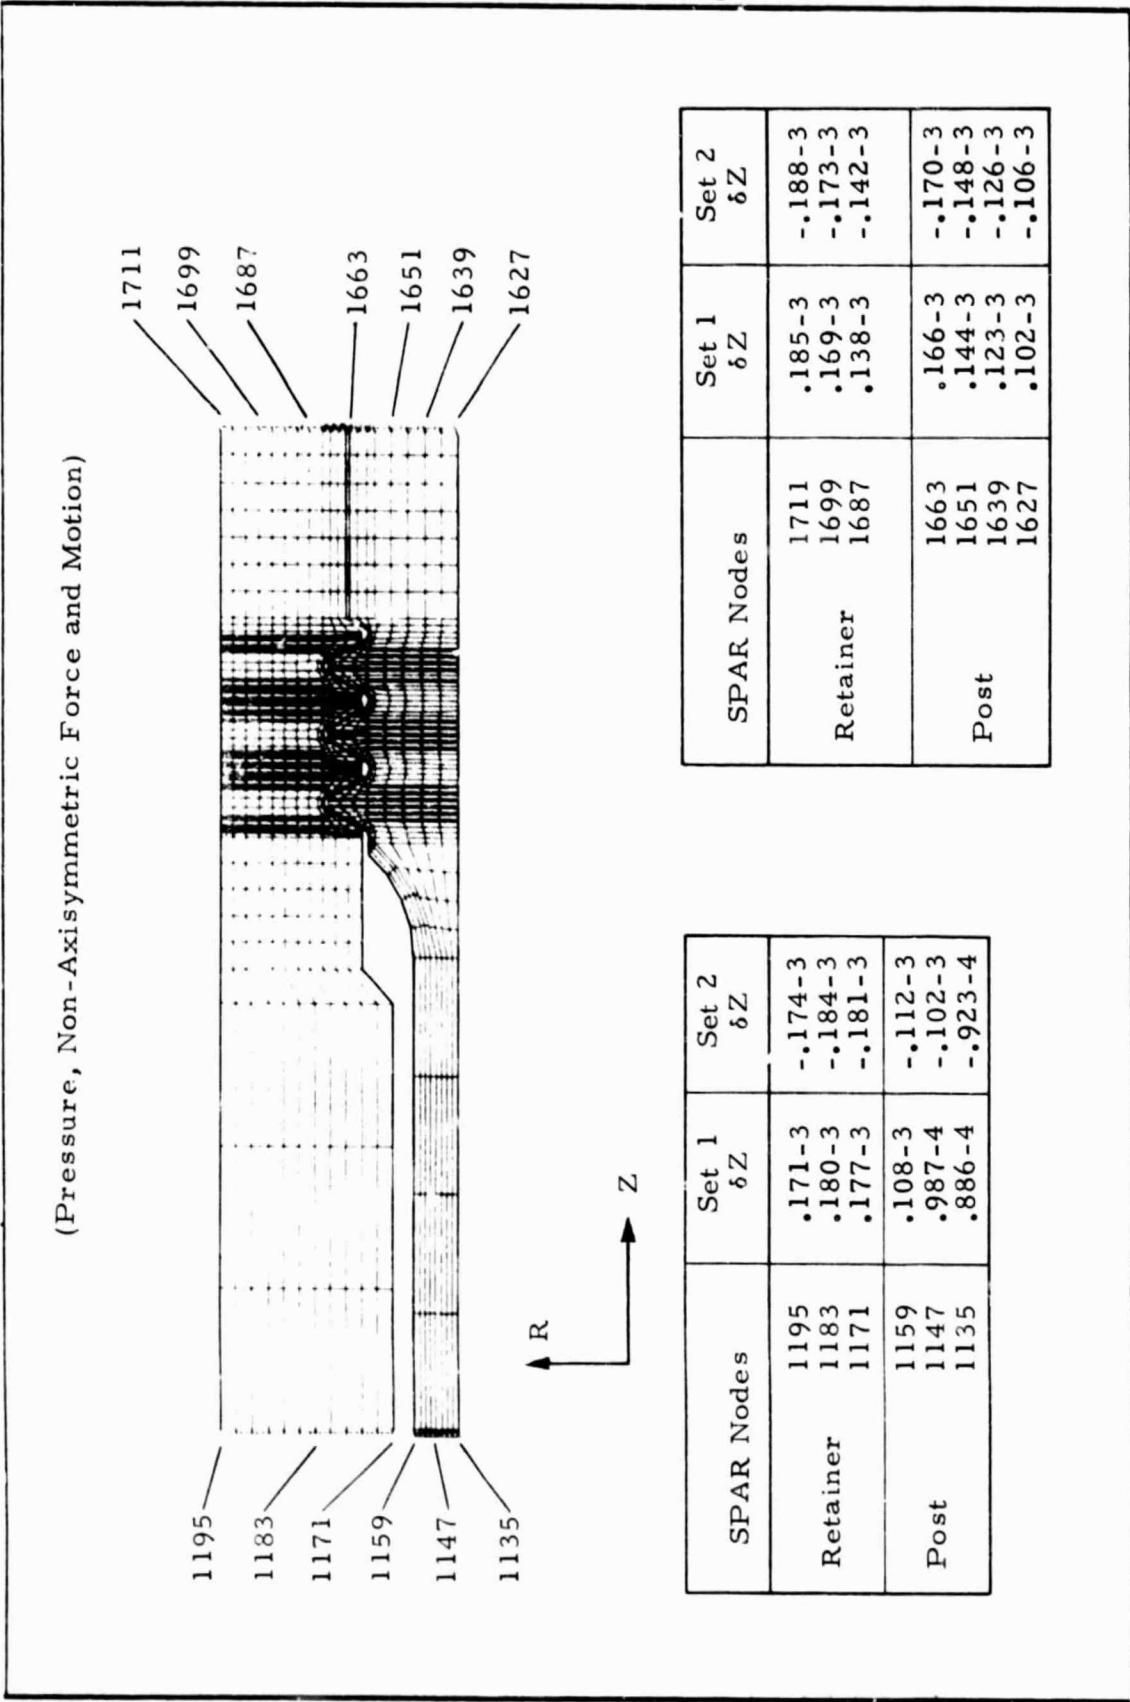 (Pressure, Non-Axisymmetric Force and Motion)
1195
1183
1171
1159
1147
1135
1711
1699
1687
1663
1651
1639
1627
R
Z
SPAR Nodes Set 1 δZ Set 2 δZ
Retainer 1195 .171-3 -.174-3
1183 .180-3 -.184-3
1171 .177-3 -.181-3
Post 1159 .108-3 -.112-3
1147 .987-4 -.102-3
1135 .886-4 -.923-4
SPAR Nodes Set 1 δZ Set 2 δZ
Retainer 1711 .185-3 -.188-3
1699 .169-3 -.173-3
1687 .138-3 -.142-3
Post 1663 .166-3 -.170-3
1651 .144-3 -.148-3
1639 .123-3 -.126-3
1627 .102-3 -.106-3